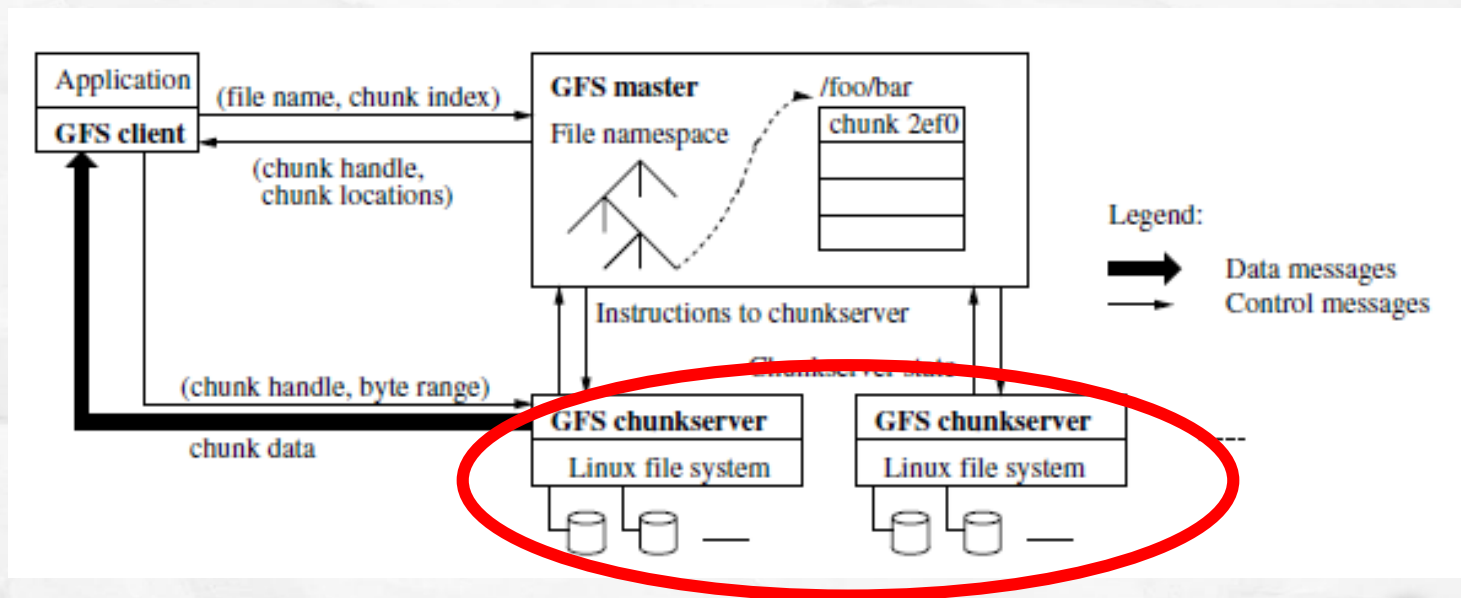 Application
GFS client
(file name, chunk index)
(chunk handle,
chunk locations)
GFS master
File namespace
/foo/bar
chunk 2ef0
Legend:
Data messages
Control messages
Instructions to chunkserver
Chunkserver state
(chunk handle, byte range)
chunk data
GFS chunkserver
Linux file system
GFS chunkserver
Linux file system